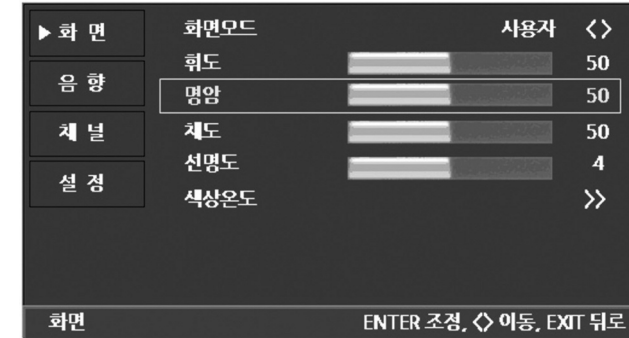 ▶화 면
음 향
채 널
설 정
화면모드 사용자 <>
휘도 50
명암 50
채도 50
선명도 4
색상온도 >>
화면 ENTER 조정, <> 이동, EXIT 뒤로